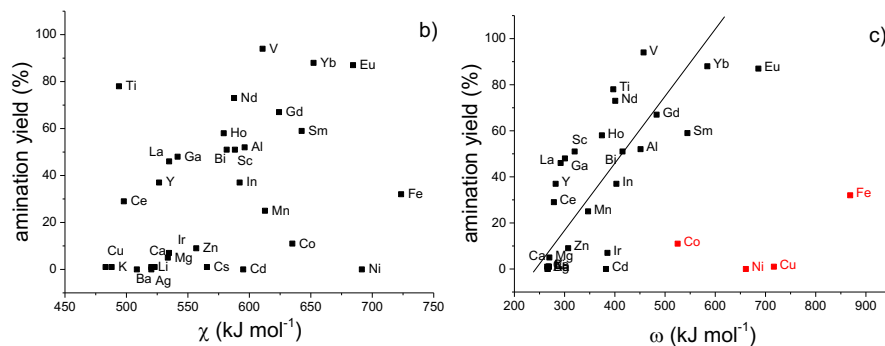 b)
amination yield (%)
100
80
60
40
20
0
V
Yb
Eu
Ti
Nd
Gd
Ho
Sm
Al
La
Ga
Bi
Sc
Y
In
Fe
Ce
Mn
Ir
Zn
Co
Cu
Ca
Mg
K
Li
Cs
Cd
Ni
Ba
Ag
450 500 550 600 650 700 750
χ (kJ mol⁻¹)
c)
amination yield (%)
100
80
60
40
20
0
V
Yb
Eu
Ti
Nd
Gd
Sc
Ho
Sm
La
Ga
Bi
Al
Y
In
Fe
Ce
Mn
Co
Zn
Ir
Ca
Mg
Cd
Ni
Cu
200 300 400 500 600 700 800 900
ω (kJ mol⁻¹)